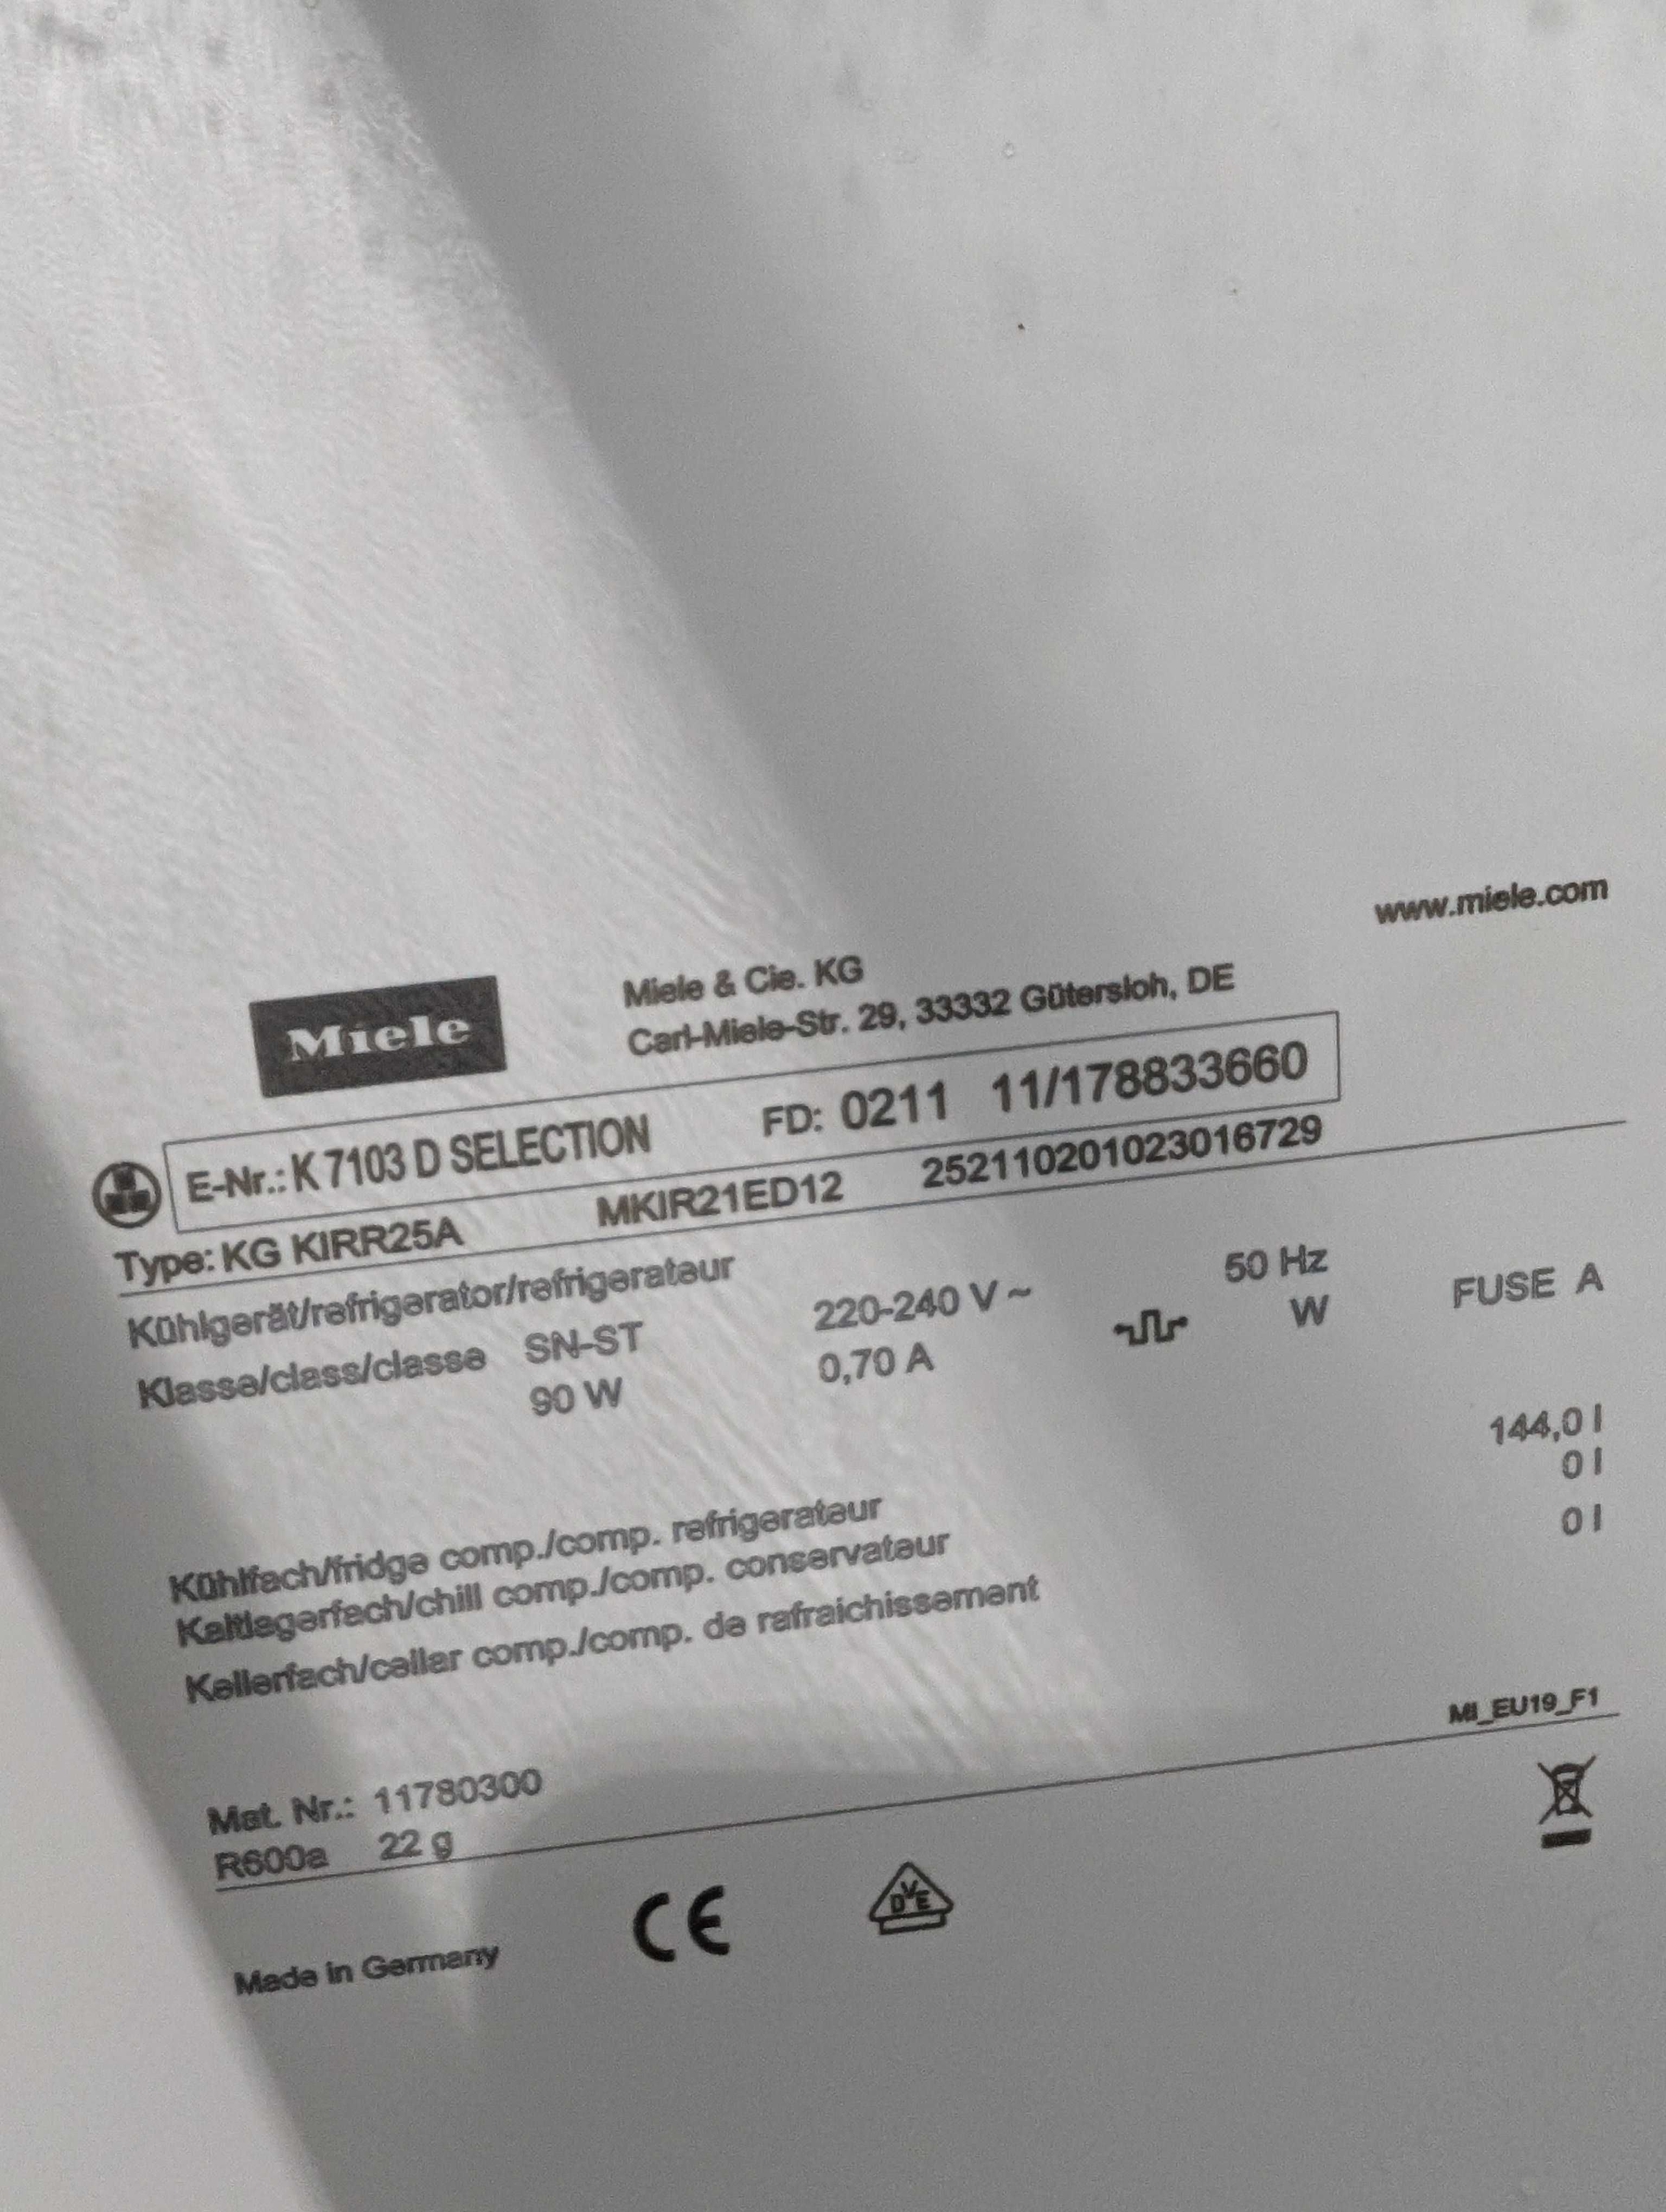 www.miele.com
Miele
Miele & Cie. KG
Carl-Miele-Str. 29, 33332 Gütersloh, DE
E-Nr.: K 7103 D SELECTION FD: 0211 11/178833660
Type: KG KIRR25A MKIR21ED12 252110201023016729
Kühlgerät/refrigerator/refrigerateur
Klasse/class/classe SN-ST 220-240 V ~ 50 Hz
90 W 0,70 A W FUSE A
Kühlfach/fridge comp./comp. refrigerateur 144,0 l
Kaltlagerfach/chill comp./comp. conservateur 0 l
Kellerfach/cellar comp./comp. de rafraichissement 0 l
MI_EU19_F1
Mat. Nr.: 11780300
R600a 22 g
Made in Germany CE DVE